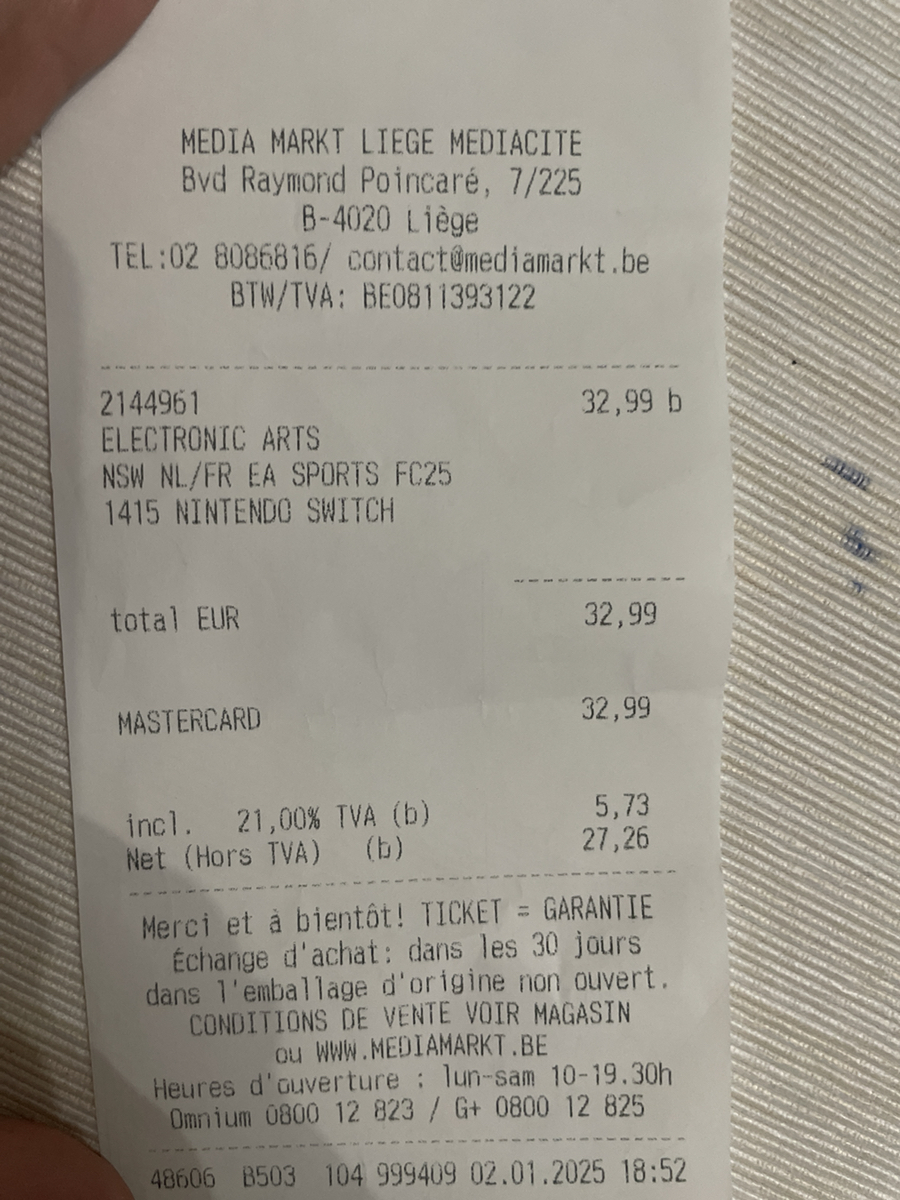 MEDIA MARKT LIEGE MEDIACITE
Bvd Raymond Poincaré, 7/225
B-4020 Liège
TEL:02 8086816/ contact@mediamarkt.be
BTW/TVA: BE0811393122
2144961 32,99 b
ELECTRONIC ARTS
NSW NL/FR EA SPORTS FC25
1415 NINTENDO SWITCH
total EUR 32,99
MASTERCARD 32,99
incl. 21,00% TVA (b) 5,73
Net (Hors TVA) (b) 27,26
Merci et à bientôt! TICKET = GARANTIE
Échange d'achat: dans les 30 jours
dans l'emballage d'origine non ouvert.
CONDITIONS DE VENTE VOIR MAGASIN
ou WWW.MEDIAMARKT.BE
Heures d'ouverture : lun-sam 10-19.30h
Omnium 0800 12 823 / G+ 0800 12 825
48606 B503 104 999409 02.01.2025 18:52